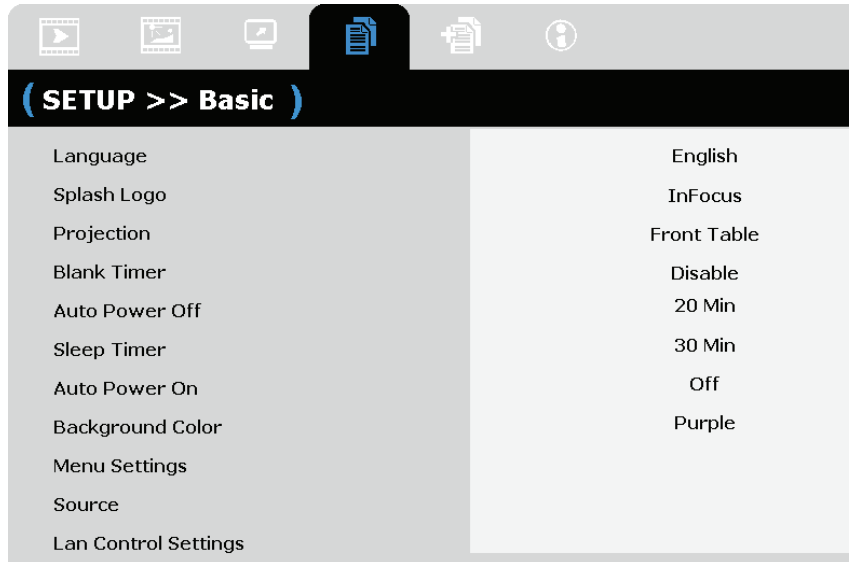 ( SETUP >> Basic )
Language English
Splash Logo InFocus
Projection Front Table
Blank Timer Disable
Auto Power Off 20 Min
Sleep Timer 30 Min
Auto Power On Off
Background Color Purple
Menu Settings
Source
Lan Control Settings